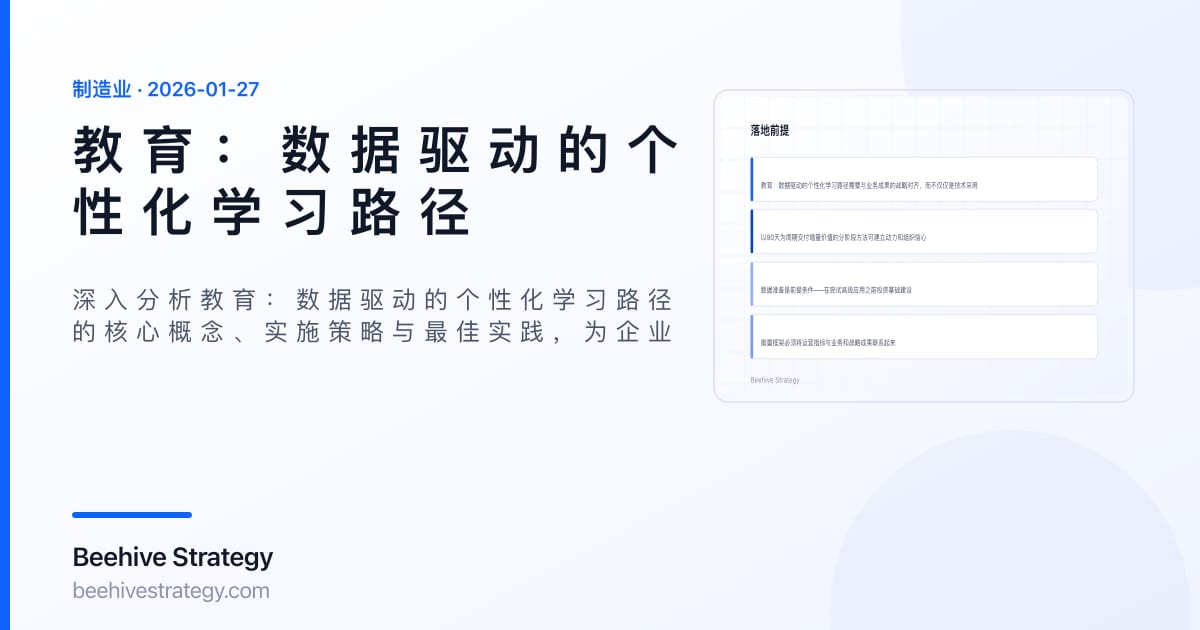 制造业 · 2026-01-27
教育：数据驱动的个
性化学习路径
深入分析教育：数据驱动的个性化学习路径
的核心概念、实施策略与最佳实践，为企业
Beehive Strategy
beehivestrategy.com
落地前提
教育：数据驱动的个性化学习路径需要与业务成果的战略对齐，而不仅仅是技术采用
以90天为周期交付增量价值的分阶段方法可建立动力和组织信心
数据准备是前提条件——在尝试高级应用之前投资基础建设
衡量框架必须将运营指标与业务和战略成果联系起来
Beehive Strategy